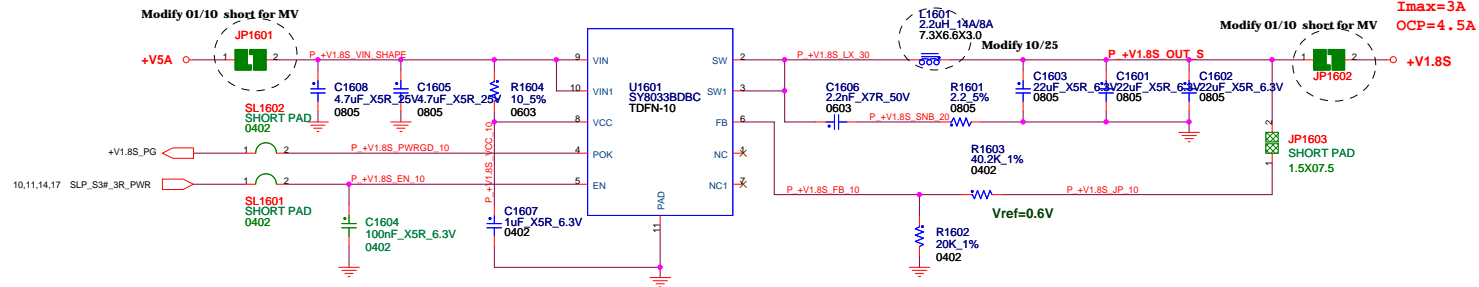 Imax=3A
OCP=4.5A
Modify 01/10 short for MV
JP1601
1
2
+V5A
P_+V1.8S_VIN_SHAPE
C1608
4.7uF_X5R_25V
0805
C1605
4.7uF_X5R_25V
0805
R1604
10_5%
0603
SL1602
SHORT PAD
0402
+V1.8S_PG
1
2
P_+V1.8S_PWRGD_10
10,11,14,17
SLP_S3#_3R_PWR
1
2
P_+V1.8S_EN_10
SL1601
SHORT PAD
0402
C1604
100nF_X5R_6.3V
0402
P_+V1.8S_VCC_10
C1607
1uF_X5R_6.3V
0402
9
VIN
10
VIN1
8
VCC
4
POK
5
EN
U1601
SY8033BDBC
TDFN-10
PAD
11
SW
2
SW1
3
FB
6
NC
1
NC1
7
P_+V1.8S_LX_30
L1601
2.2uH_14A/8A
7.3X6.6X3.0
Modify 10/25
C1606
2.2nF_X7R_50V
0603
P_+V1.8S_SNB_20
R1601
2.2_5%
0805
C1603
22uF_X5R_6.3V
0805
P_+V1.8S_OUT_S
C1601
22uF_X5R_6.3V
0805
C1602
22uF_X5R_6.3V
0805
Modify 01/10 short for MV
1
2
JP1602
+V1.8S
2
JP1603
SHORT PAD
1.5X07.5
1
R1603
40.2K_1%
0402
P_+V1.8S_FB_10
P_+V1.8S_JP_10
Vref=0.6V
R1602
20K_1%
0402